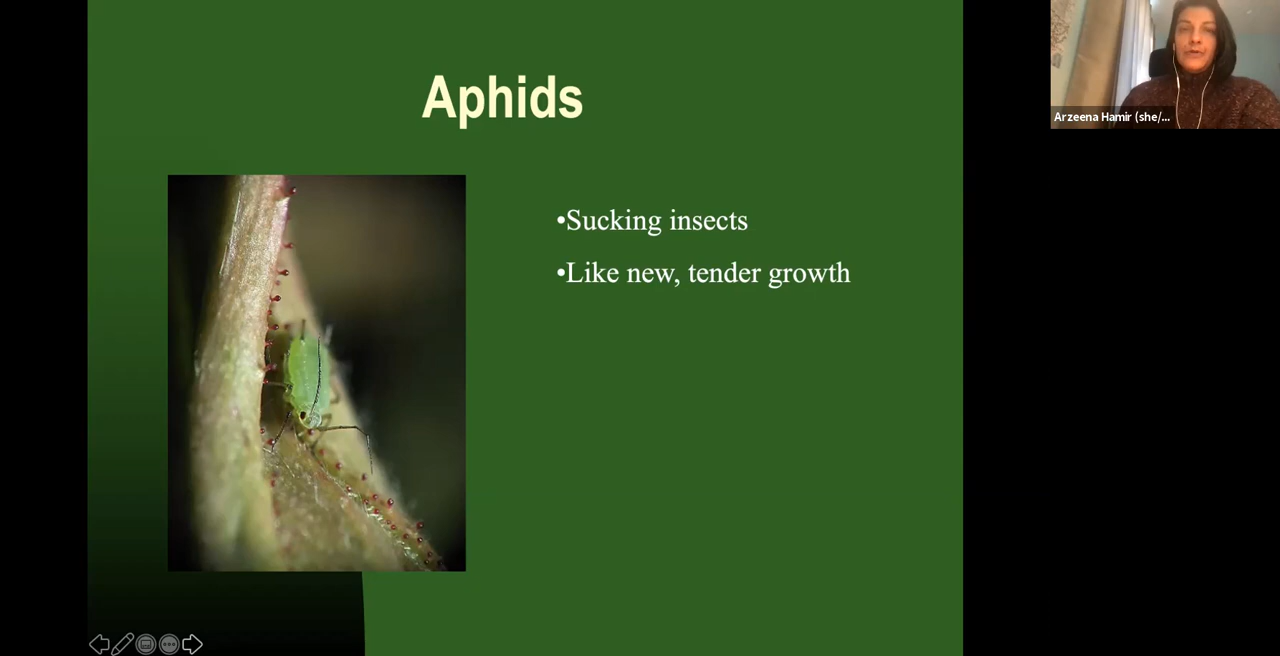 Aphids
•Sucking insects
•Like new, tender growth
Arzeena Hamir (she/...